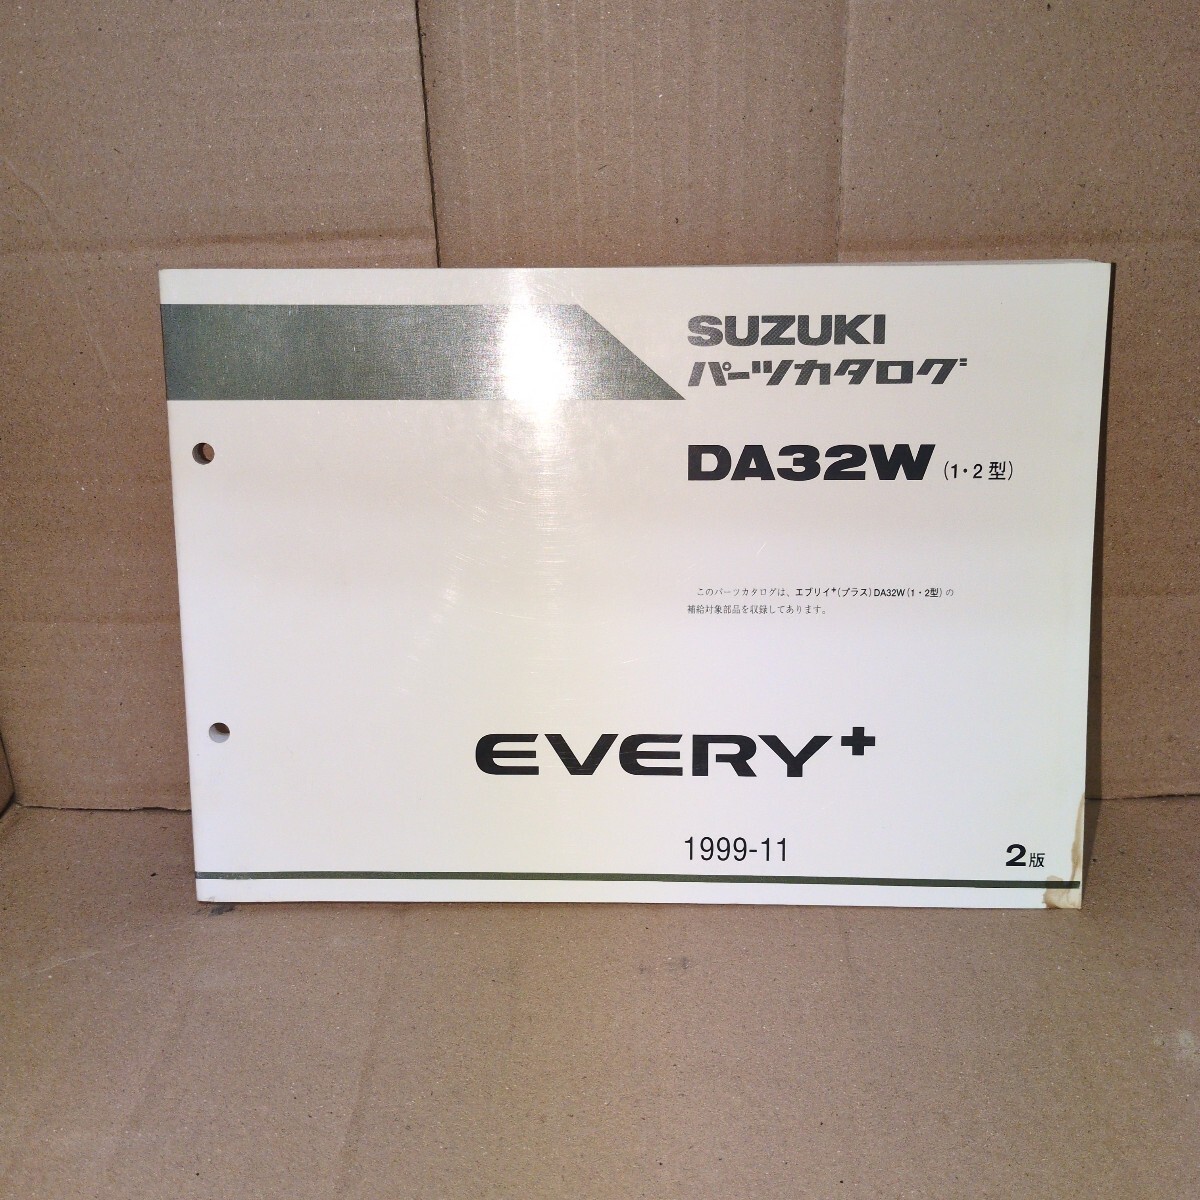 SUZUKI
パーツカタログ
DA32W (1・2型)
このパーツカタログは、エブリイ+(プラス)DA32W(1・2型)の
補給対象部品を収録してあります。
EVERY+
1999-11
2版